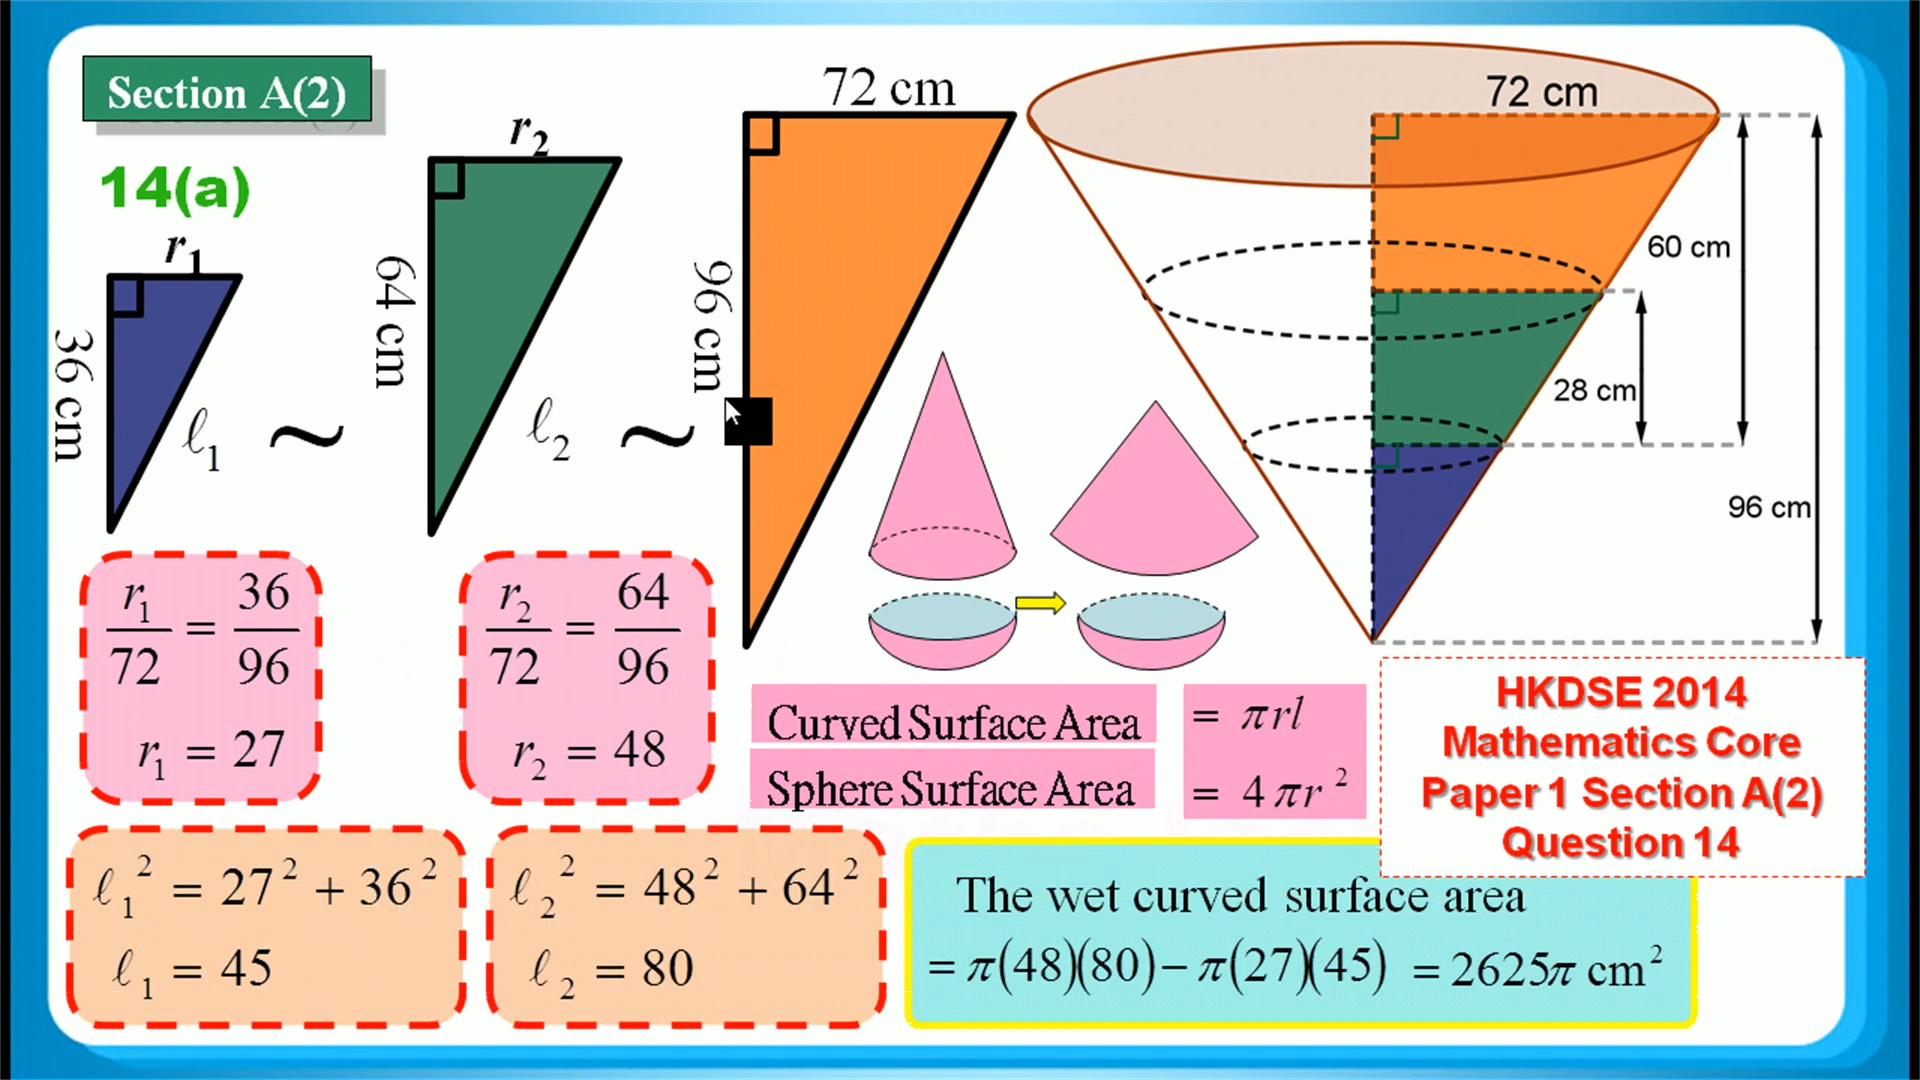 Section A(2)
14(a)
r₁
36 cm
ℓ₁
~
r₂
64 cm
ℓ₂
~
72 cm
96 cm
72 cm
60 cm
28 cm
96 cm
r₁/72 = 36/96
r₁ = 27
r₂/72 = 64/96
r₂ = 48
ℓ₁² = 27² + 36²
ℓ₁ = 45
ℓ₂² = 48² + 64²
ℓ₂ = 80
Curved Surface Area = πrl
Sphere Surface Area = 4πr²
The wet curved surface area
= π(48)(80) − π(27)(45) = 2625π cm²
HKDSE 2014
Mathematics Core
Paper 1 Section A(2)
Question 14